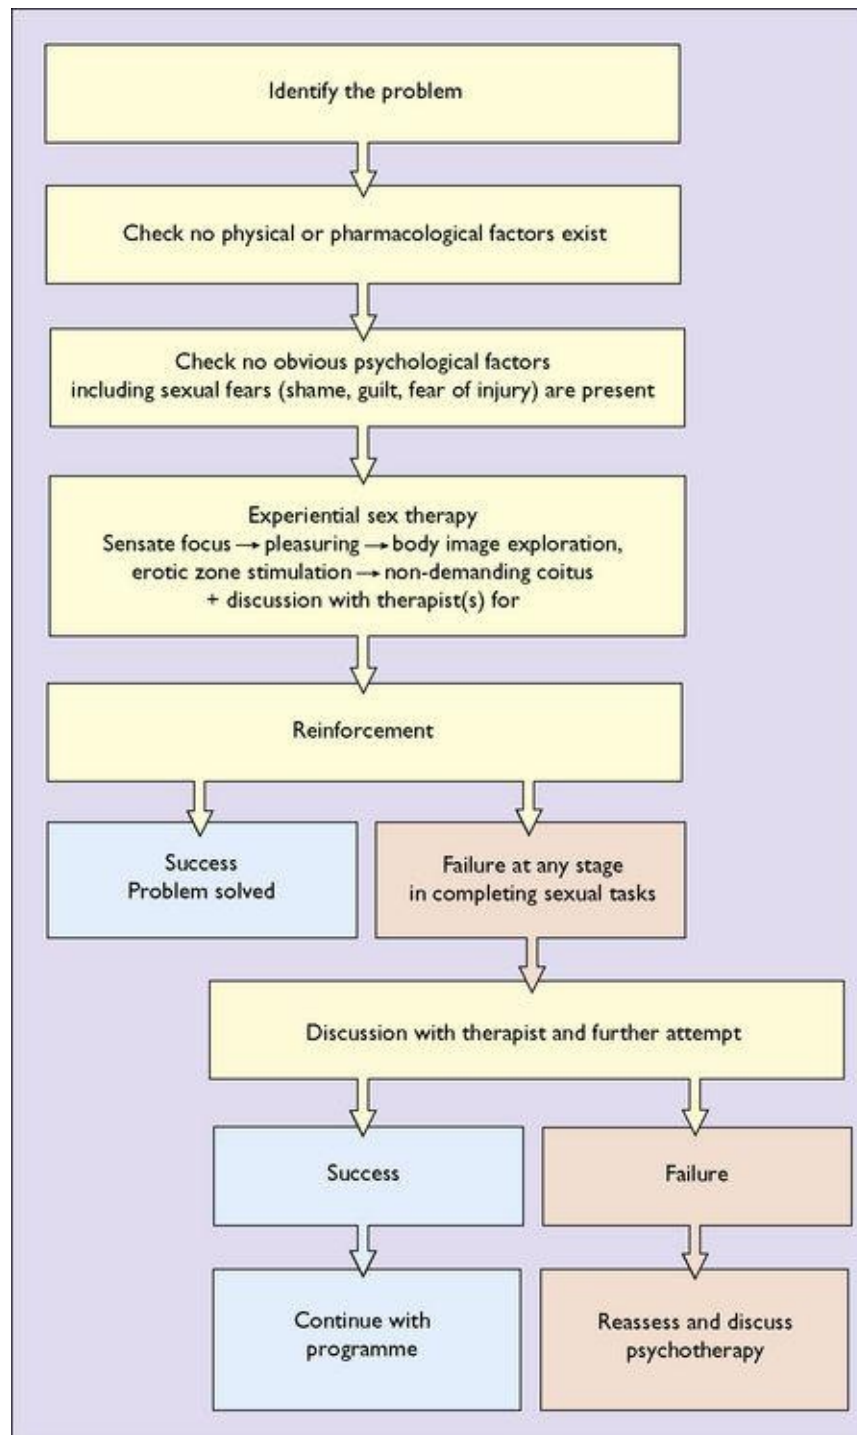 Identify the problem
Check no physical or pharmacological factors exist
Check no obvious psychological factors
including sexual fears (shame, guilt, fear of injury) are present
Experiential sex therapy
Sensate focus → pleasuring → body image exploration,
erotic zone stimulation → non-demanding coitus
+ discussion with therapist(s) for
Reinforcement
Success
Problem solved
Failure at any stage
in completing sexual tasks
Discussion with therapist and further attempt
Success
Failure
Continue with
programme
Reassess and discuss
psychotherapy